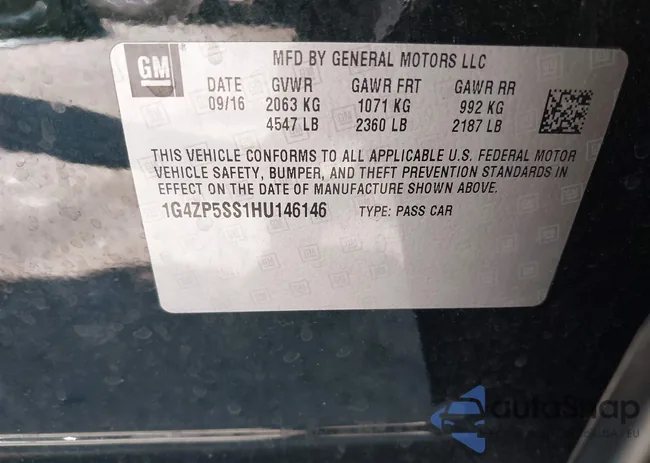 GM
MFD BY GENERAL MOTORS LLC
DATE GVWR GAWR FRT GAWR RR
09/16 2063 KG 1071 KG 992 KG
4547 LB 2360 LB 2187 LB
THIS VEHICLE CONFORMS TO ALL APPLICABLE U.S. FEDERAL MOTOR
VEHICLE SAFETY, BUMPER, AND THEFT PREVENTION STANDARDS IN
EFFECT ON THE DATE OF MANUFACTURE SHOWN ABOVE.
1G4ZP5SS1HU146146 TYPE: PASS CAR
autoSnap